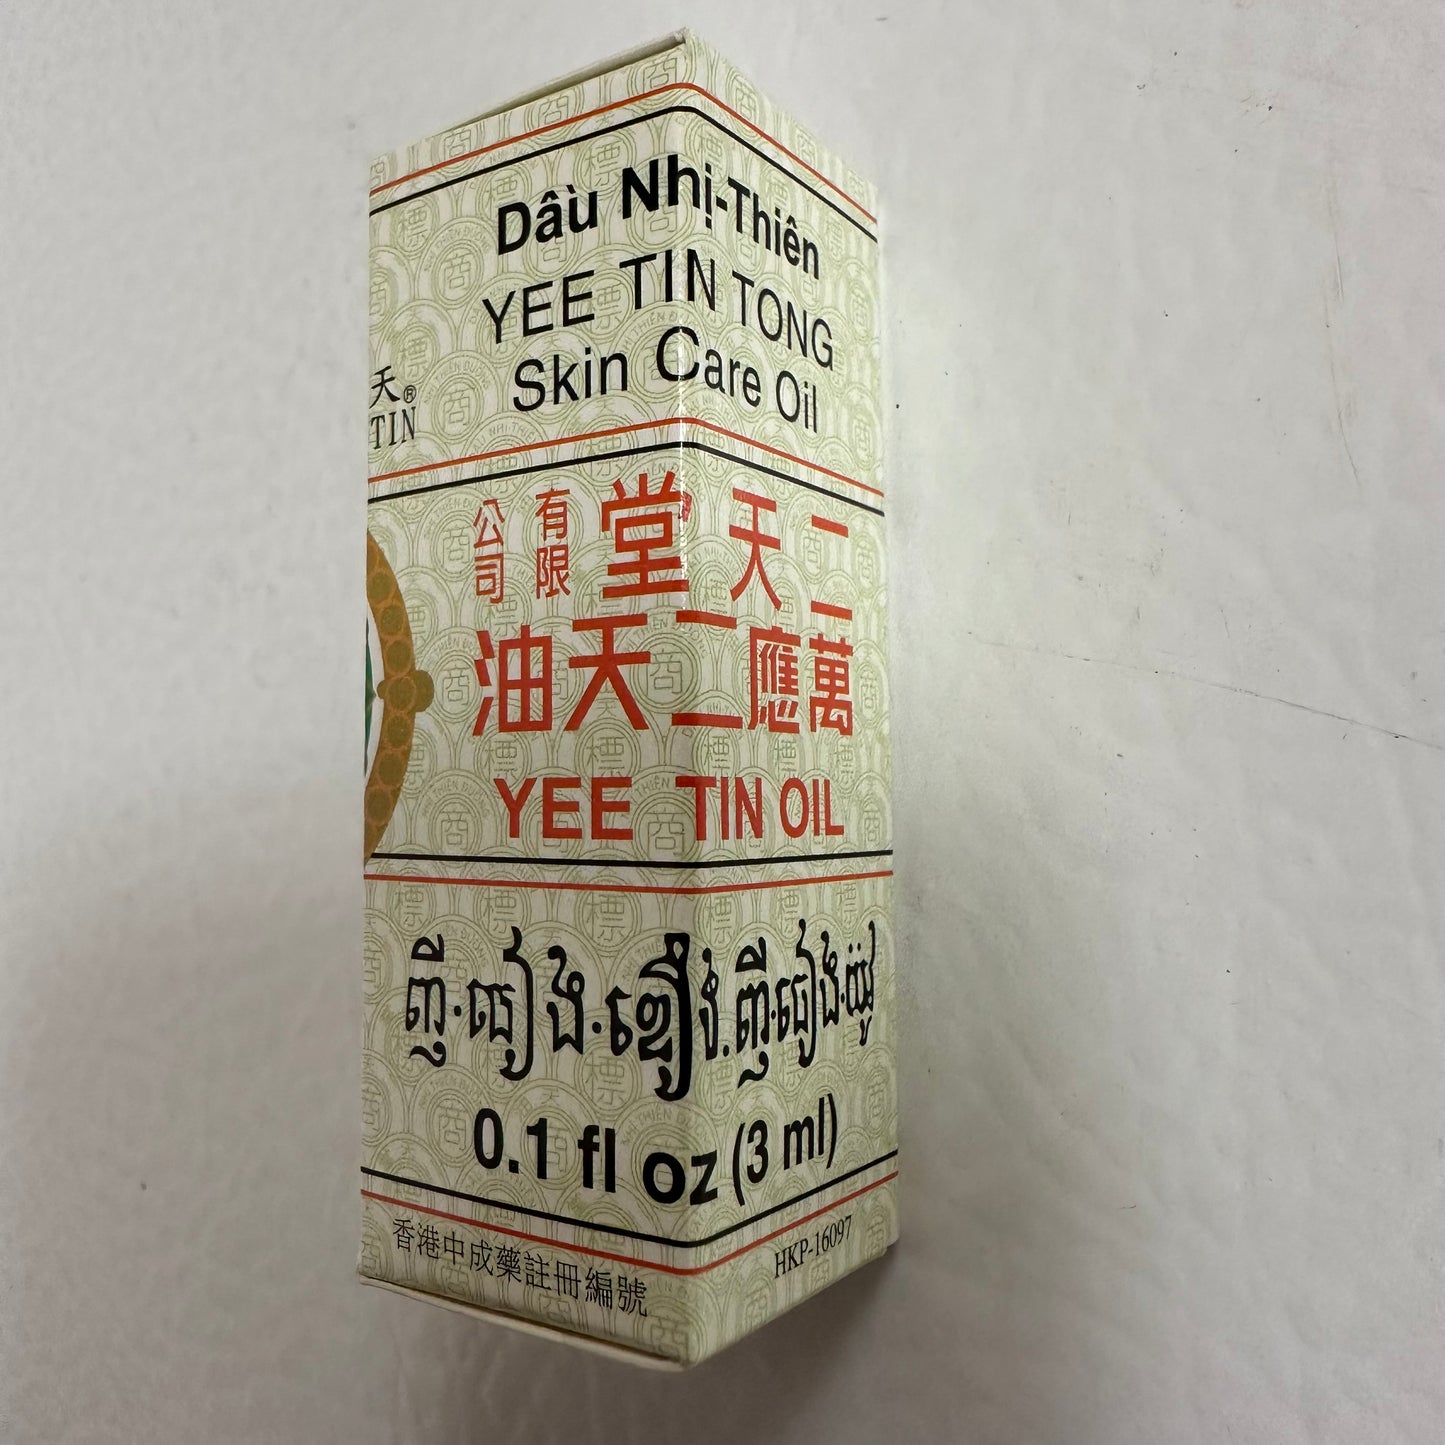 Dầu Nhị-Thiên
YEE TIN TONG
Skin Care Oil
天®
TIN
二天堂有限公司
萬應二天油
YEE TIN OIL
0.1 fl oz (3 ml)
香港中成藥註冊編號 HKP-16097